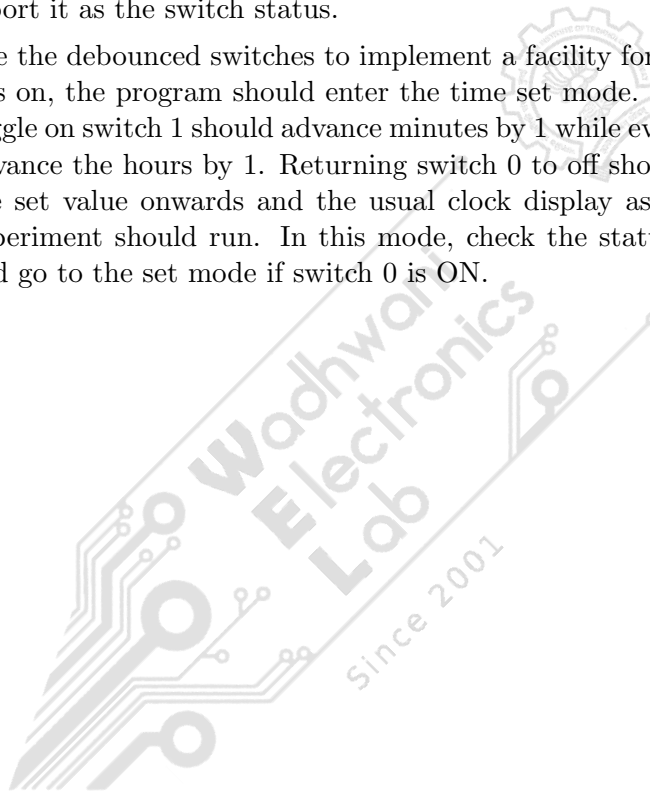 port it as the switch status.
e the debounced switches to implement a facility for
s on, the program should enter the time set mode.
ggle on switch 1 should advance minutes by 1 while ev
vance the hours by 1. Returning switch 0 to off sho
e set value onwards and the usual clock display as
periment should run. In this mode, check the statu
d go to the set mode if switch 0 is ON.
Wadhwani
Electronics
Lab
Since 2001